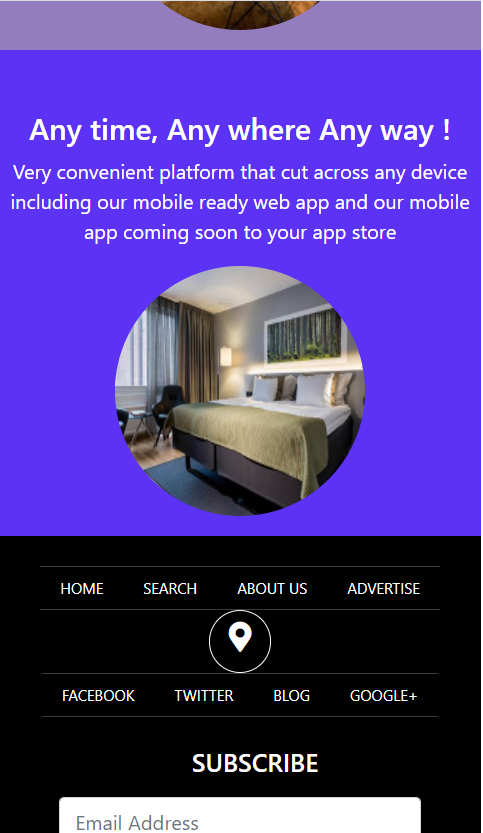 Any time, Any where Any way !
Very convenient platform that cut across any device
including our mobile ready web app and our mobile
app coming soon to your app store
HOME SEARCH ABOUT US ADVERTISE
FACEBOOK TWITTER BLOG GOOGLE+
SUBSCRIBE
Email Address